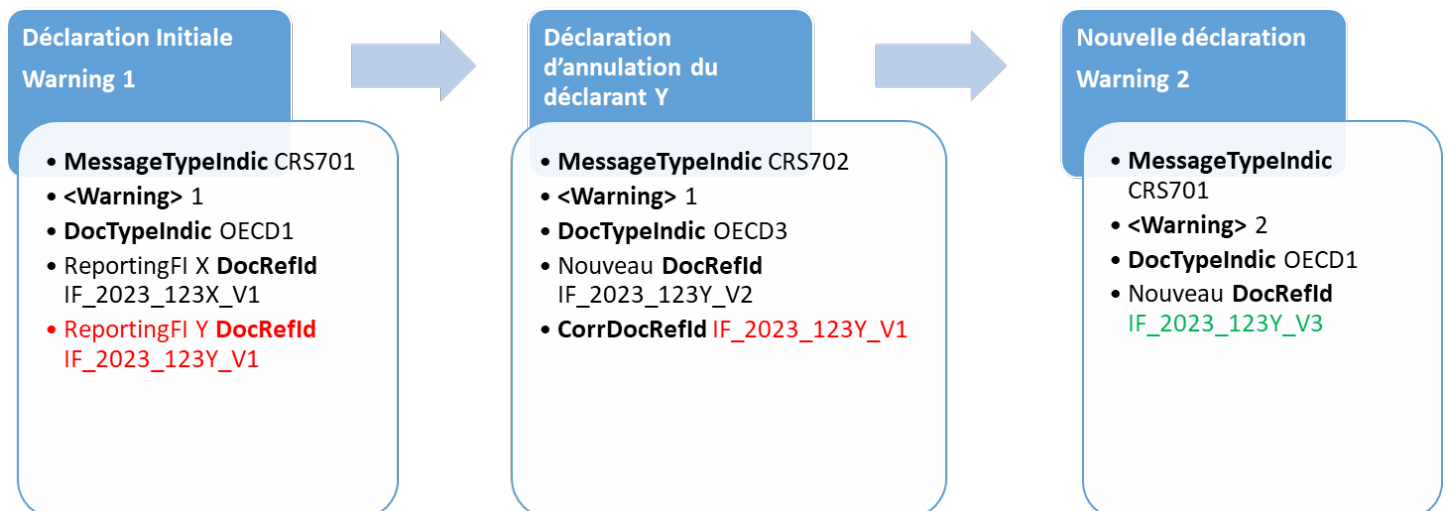 Déclaration Initiale
Warning 1
• MessageTypeIndic CRS701
• <Warning> 1
• DocTypeIndic OECD1
• ReportingFI X DocRefId
IF_2023_123X_V1
• ReportingFI Y DocRefId
IF_2023_123Y_V1
Déclaration
d'annulation du
déclarant Y
• MessageTypeIndic CRS702
• <Warning> 1
• DocTypeIndic OECD3
• Nouveau DocRefId
IF_2023_123Y_V2
• CorrDocRefId IF_2023_123Y_V1
Nouvelle déclaration
Warning 2
• MessageTypeIndic
CRS701
• <Warning> 2
• DocTypeIndic OECD1
• Nouveau DocRefId
IF_2023_123Y_V3